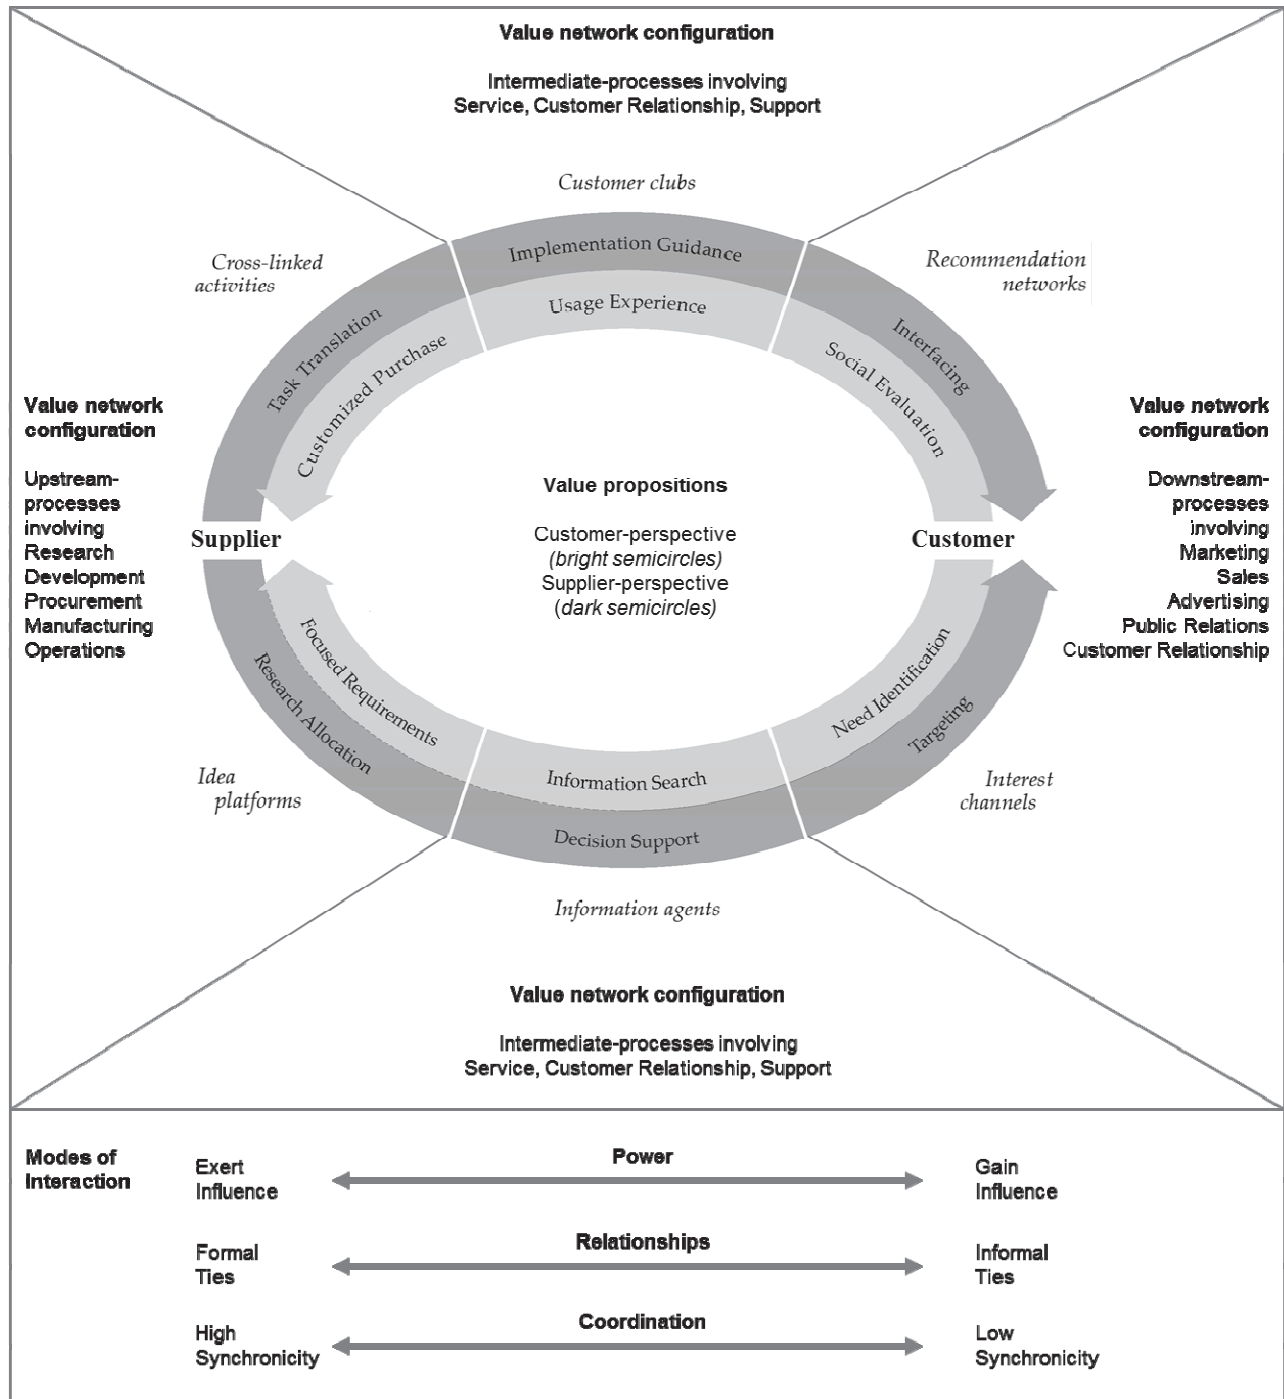 Value network configuration
Intermediate-processes involving
Service, Customer Relationship, Support
Customer clubs
Cross-linked
activities
Recommendation
networks
Implementation Guidance
Usage Experience
Task Translation
Customized Purchase
Interfacing
Social Evaluation
Value network
configuration
Upstream-
processes
involving
Research
Development
Procurement
Manufacturing
Operations
Supplier
Value propositions
Customer-perspective
(bright semicircles)
Supplier-perspective
(dark semicircles)
Customer
Value network
configuration
Downstream-
processes
involving
Marketing
Sales
Advertising
Public Relations
Customer Relationship
Focused Requirements
Research Allocation
Need Identification
Targeting
Information Search
Decision Support
Idea
platforms
Interest
channels
Information agents
Value network configuration
Intermediate-processes involving
Service, Customer Relationship, Support
Modes of
Interaction
Exert
Influence
Power
Gain
Influence
Formal
Ties
Relationships
Informal
Ties
High
Synchronicity
Coordination
Low
Synchronicity